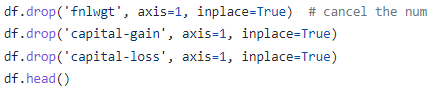 df.drop('fnlwgt', axis=1, inplace=True)  # cancel the num
df.drop('capital-gain', axis=1, inplace=True)
df.drop('capital-loss', axis=1, inplace=True)
df.head()